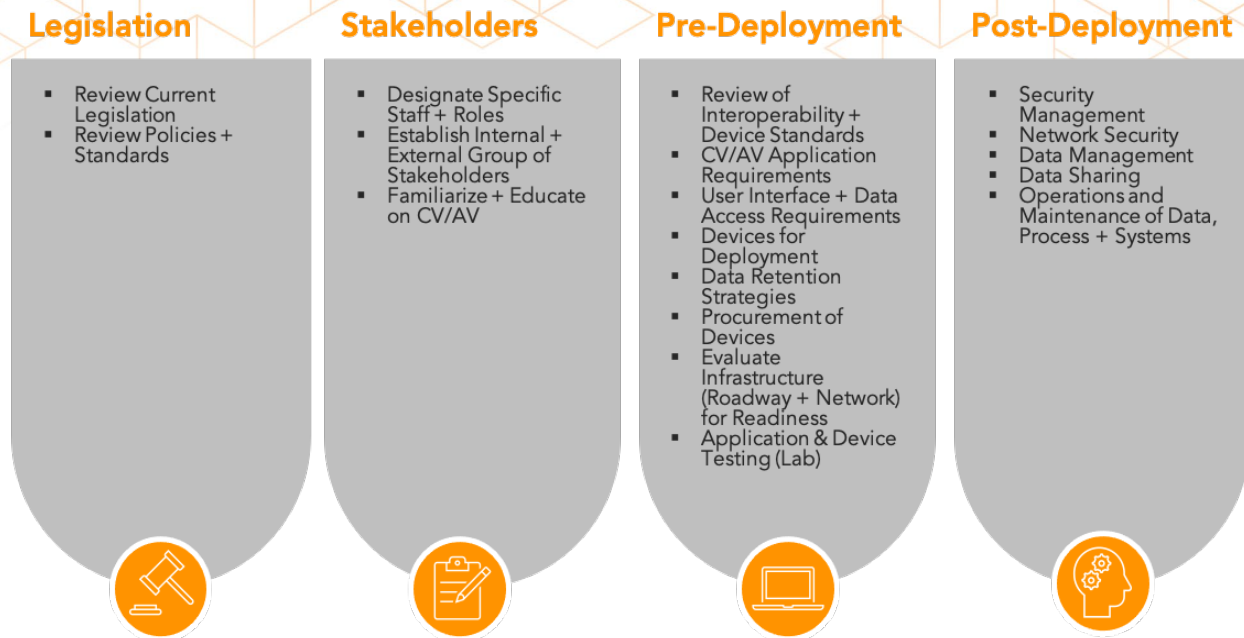 Legislation
▪ Review Current
Legislation
▪ Review Policies +
Standards
Stakeholders
▪ Designate Specific
Staff + Roles
▪ Establish Internal +
External Group of
Stakeholders
▪ Familiarize + Educate
on CV/AV
Pre-Deployment
▪ Review of
Interoperability +
Device Standards
▪ CV/AV Application
Requirements
▪ User Interface + Data
Access Requirements
▪ Devices for
Deployment
▪ Data Retention
Strategies
▪ Procurement of
Devices
▪ Evaluate
Infrastructure
(Roadway + Network)
for Readiness
▪ Application & Device
Testing (Lab)
Post-Deployment
▪ Security
Management
▪ Network Security
▪ Data Management
▪ Data Sharing
▪ Operations and
Maintenance of Data,
Process + Systems